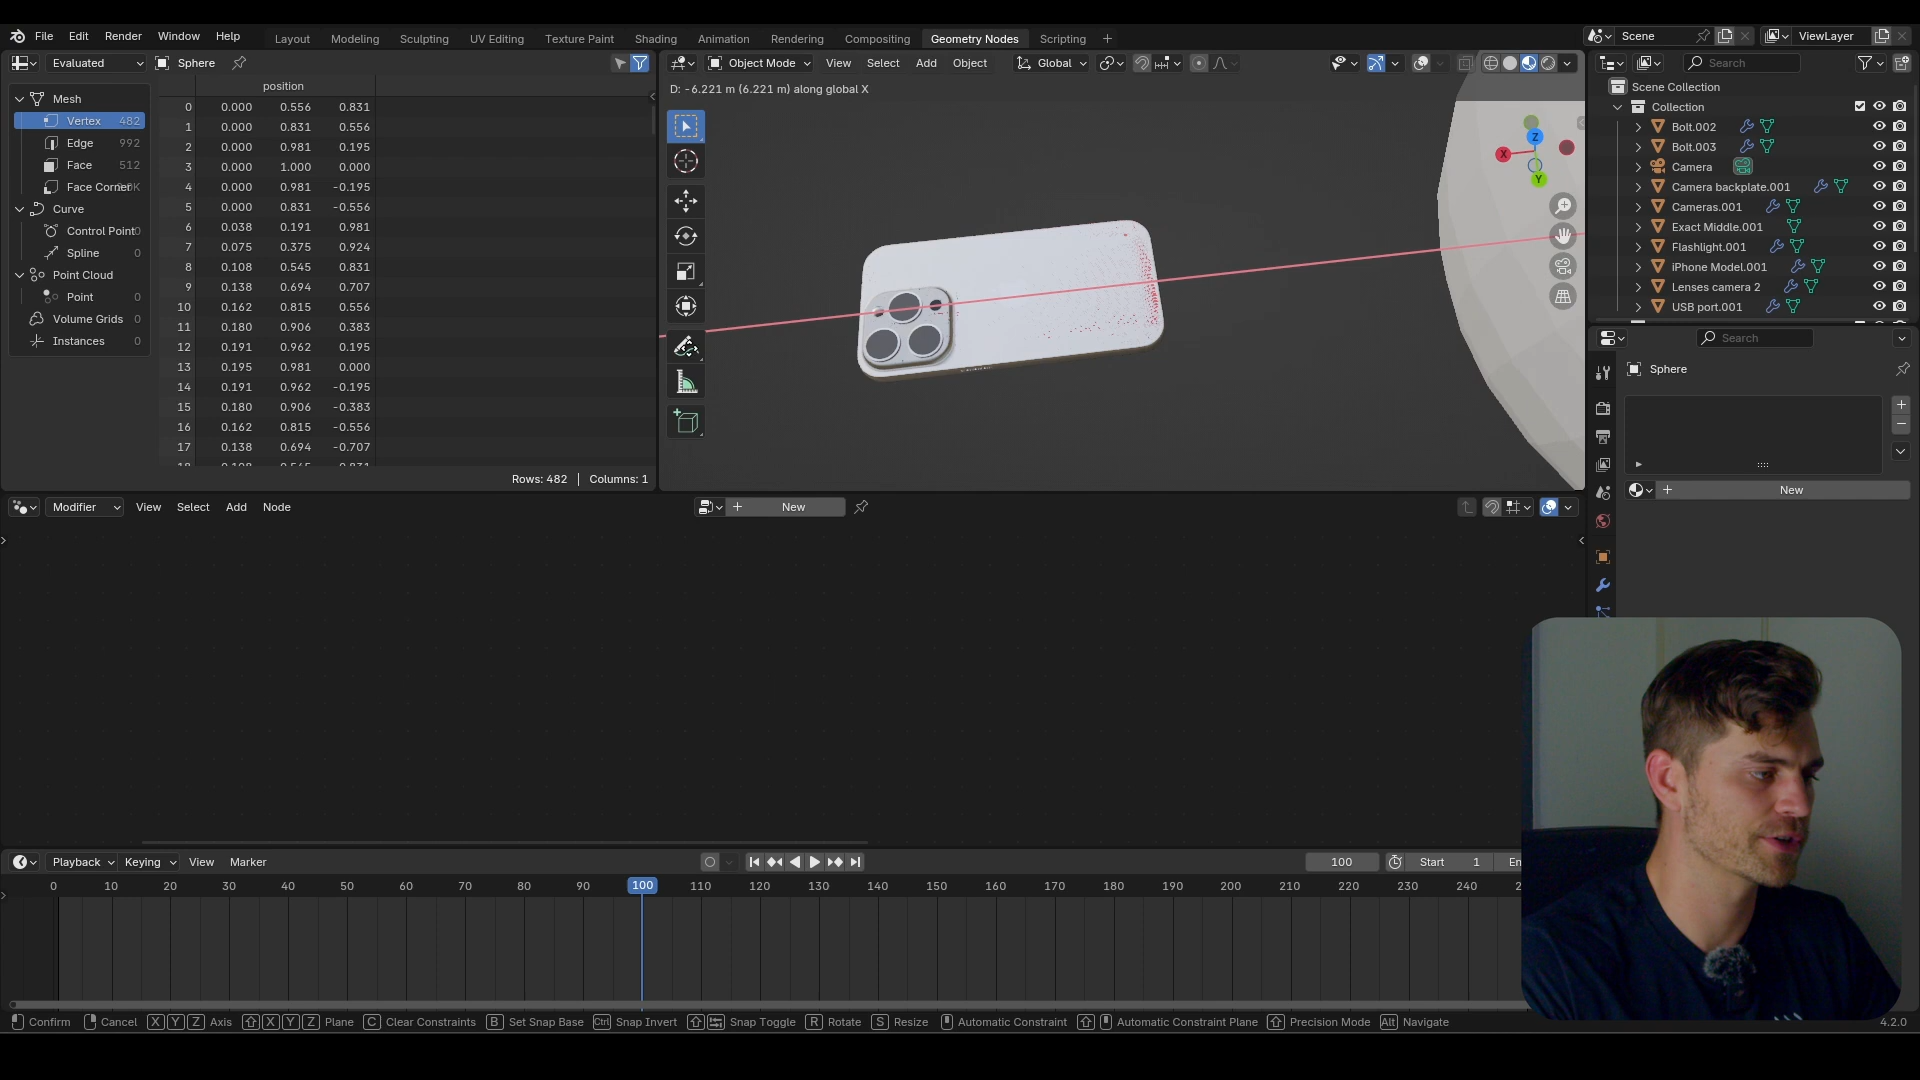 File Edit Render Window Help
Layout Modeling Sculpting UV Editing Texture Paint Shading Animation Rendering Compositing Geometry Nodes Scripting +
Scene
ViewLayer
Evaluated
Sphere
Object Mode View Select Add Object Global
Search
position
D: -6.221 m (6.221 m) along global X
Mesh
Vertex 482
Edge 992
Face 512
Face Corner
Curve
Control Point 0
Spline 0
Point Cloud
Point 0
Volume Grids 0
Instances 0
0 0.000 0.556 0.831
1 0.000 0.831 0.556
2 0.000 0.981 0.195
3 0.000 1.000 0.000
4 0.000 0.981 -0.195
5 0.000 0.831 -0.556
6 0.038 0.191 0.981
7 0.075 0.375 0.924
8 0.108 0.545 0.831
9 0.138 0.694 0.707
10 0.162 0.815 0.556
11 0.180 0.906 0.383
12 0.191 0.962 0.195
13 0.195 0.981 0.000
14 0.191 0.962 -0.195
15 0.180 0.906 -0.383
16 0.162 0.815 -0.556
17 0.138 0.694 -0.707
Rows: 482 | Columns: 1
Z
X
Y
Scene Collection
Collection
Bolt.002
Bolt.003
Camera
Camera backplate.001
Cameras.001
Exact Middle.001
Flashlight.001
iPhone Model.001
Lenses camera 2
USB port.001
Search
Sphere
+ New
Modifier View Select Add Node
+ New
Playback Keying View Marker
100
Start 1
0 10 20 30 40 50 60 70 80 90 100 110 120 130 140 150 160 170 180 190 200 210 220 230 240
Confirm Cancel X Y Z Axis X Y Z Plane C Clear Constraints B Set Snap Base Ctrl Snap Invert Snap Toggle R Rotate S Resize Automatic Constraint Automatic Constraint Plane Precision Mode Alt Navigate
4.2.0